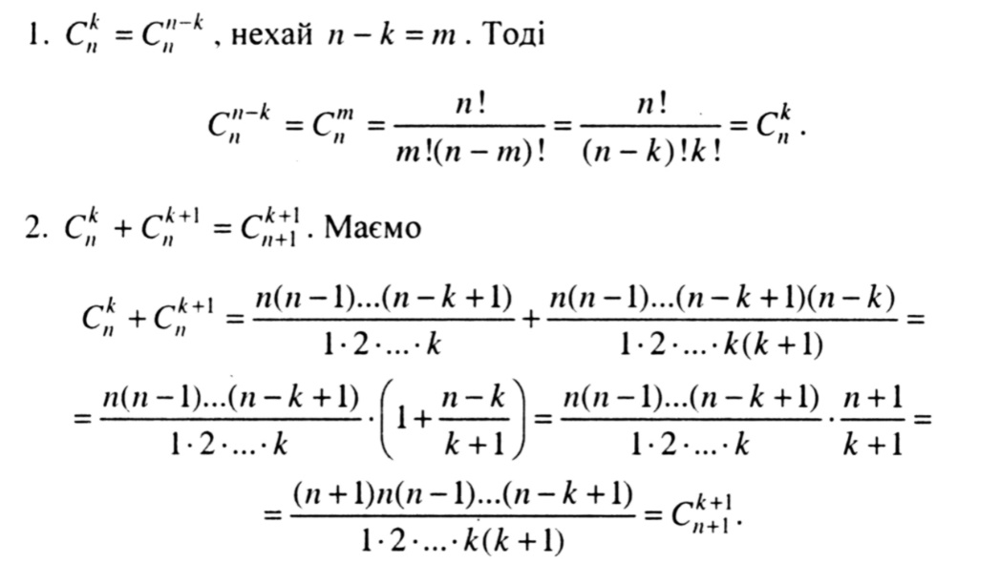 1. $C_n^k = C_n^{n-k}$, нехай $n - k = m$. Тоді
$C_n^{n-k} = C_n^m = \frac{n!}{m!(n-m)!} = \frac{n!}{(n-k)!k!} = C_n^k.$
2. $C_n^k + C_n^{k+1} = C_{n+1}^{k+1}$. Маємо
$C_n^k + C_n^{k+1} = \frac{n(n-1)...(n-k+1)}{1 \cdot 2 \cdot ... \cdot k} + \frac{n(n-1)...(n-k+1)(n-k)}{1 \cdot 2 \cdot ... \cdot k(k+1)} =$
$= \frac{n(n-1)...(n-k+1)}{1 \cdot 2 \cdot ... \cdot k} \cdot \left(1 + \frac{n-k}{k+1}\right) = \frac{n(n-1)...(n-k+1)}{1 \cdot 2 \cdot ... \cdot k} \cdot \frac{n+1}{k+1} =$
$= \frac{(n+1)n(n-1)...(n-k+1)}{1 \cdot 2 \cdot ... \cdot k(k+1)} = C_{n+1}^{k+1}.$